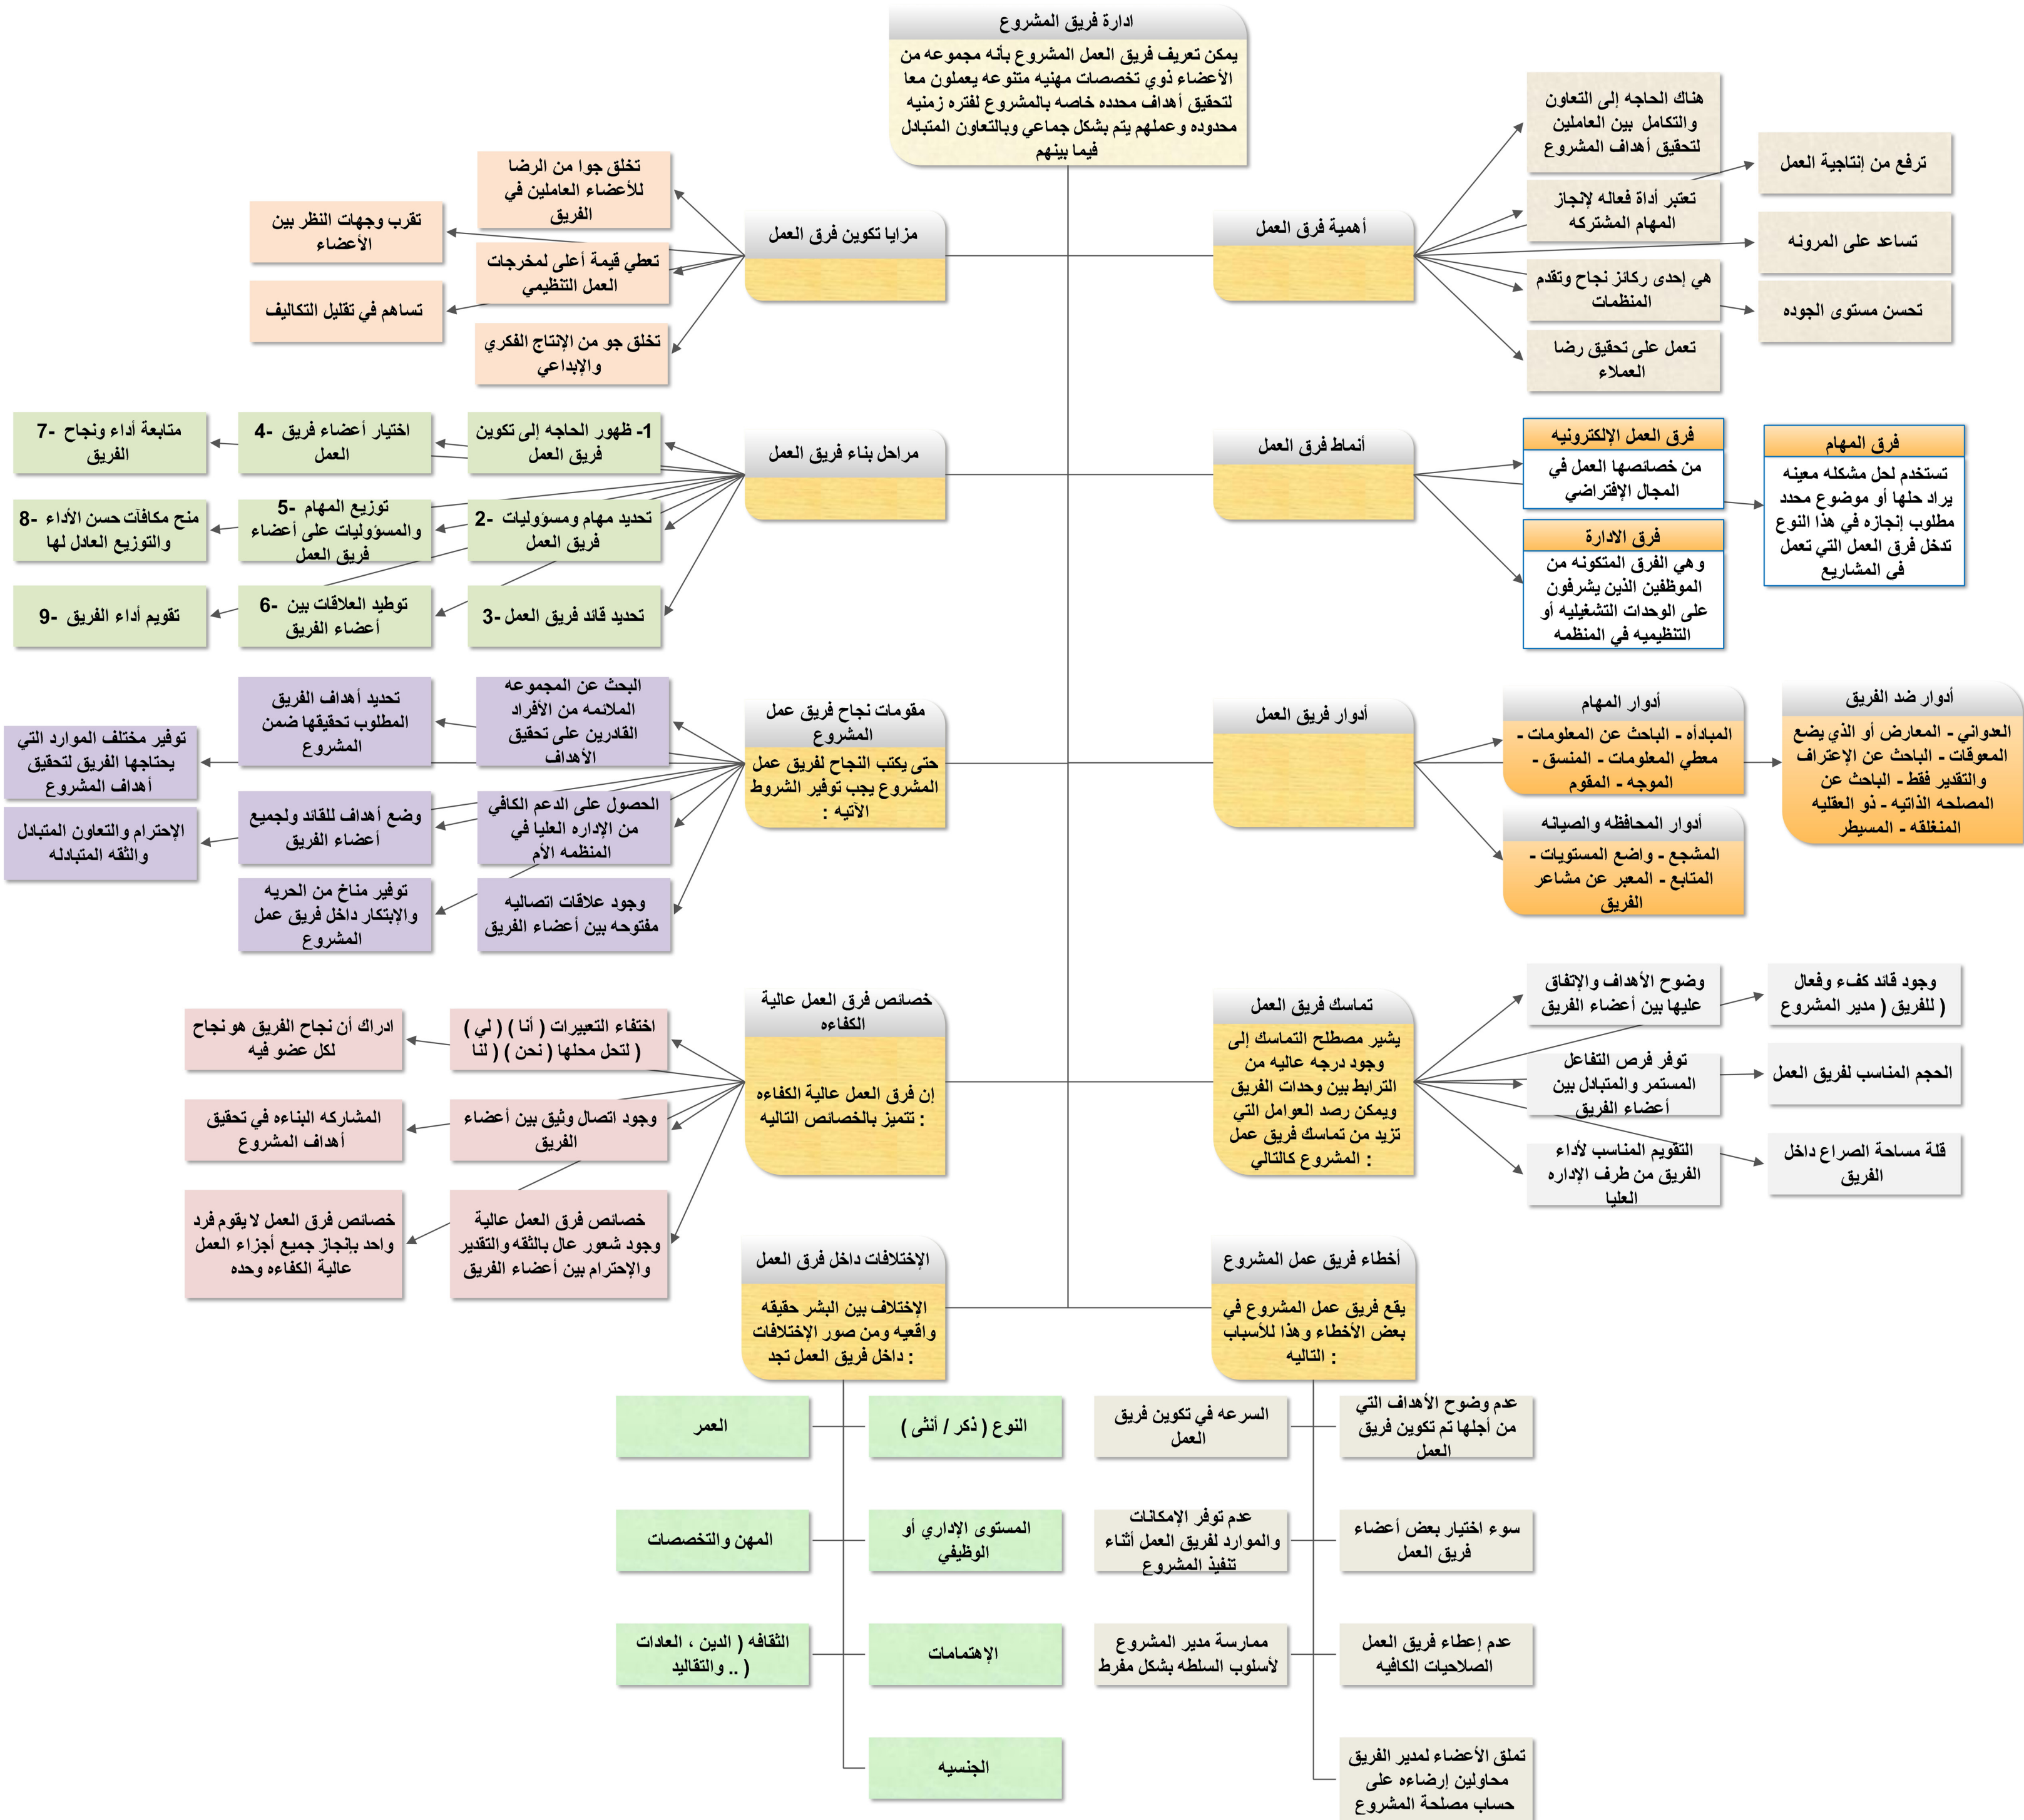 ادارة فريق المشروع
يمكن تعريف فريق العمل المشروع بأنه مجموعه من
الأعضاء ذوي تخصصات مهنيه متنوعه يعملون معا
لتحقيق أهداف محدده خاصه بالمشروع لفتره زمنيه
محدوده وعملهم يتم بشكل جماعي وبالتعاون المتبادل
فيما بينهم
أهمية فرق العمل
هناك الحاجه إلى التعاون
والتكامل بين العاملين
لتحقيق أهداف المشروع
ترفع من إنتاجية العمل
تعتبر أداة فعاله لإنجاز
المهام المشتركه
تساعد على المرونه
هي إحدى ركائز نجاح وتقدم
المنظمات
تحسن مستوى الجوده
تعمل على تحقيق رضا
العملاء
مزايا تكوين فرق العمل
تخلق جوا من الرضا
للأعضاء العاملين في
الفريق
تقرب وجهات النظر بين
الأعضاء
تعطي قيمة أعلى لمخرجات
العمل التنظيمي
تساهم في تقليل التكاليف
تخلق جو من الإنتاج الفكري
والإبداعي
أنماط فرق العمل
فرق العمل الإلكترونيه
من خصائصها العمل في
المجال الإفتراضي
فرق المهام
تستخدم لحل مشكله معينه
يراد حلها أو موضوع محدد
مطلوب إنجازه في هذا النوع
تدخل فرق العمل التي تعمل
في المشاريع
فرق الادارة
وهي الفرق المتكونه من
الموظفين الذين يشرفون
على الوحدات التشغيليه أو
التنظيميه في المنظمه
مراحل بناء فريق العمل
1- ظهور الحاجه إلى تكوين
فريق العمل
تحديد مهام ومسؤوليات -2
فريق العمل
تحديد قائد فريق العمل -3
اختيار أعضاء فريق -4
العمل
توزيع المهام -5
والمسؤوليات على أعضاء
فريق العمل
توطيد العلاقات بين -6
أعضاء الفريق
متابعة أداء ونجاح -7
الفريق
منح مكافآت حسن الأداء -8
والتوزيع العادل لها
تقويم أداء الفريق -9
أدوار فريق العمل
أدوار المهام
المبادأه - الباحث عن المعلومات -
معطي المعلومات - المنسق -
الموجه - المقوم
أدوار ضد الفريق
العدواني - المعارض أو الذي يضع
المعوقات - الباحث عن الإعتراف
والتقدير فقط - الباحث عن
المصلحه الذاتيه - ذو العقليه
المنغلقه - المسيطر
أدوار المحافظه والصيانه
المشجع - واضع المستويات -
المتابع - المعبر عن مشاعر
الفريق
مقومات نجاح فريق عمل
المشروع
حتى يكتب النجاح لفريق عمل
المشروع يجب توفير الشروط
الآتيه :
البحث عن المجموعه
الملائمه من الأفراد
القادرين على تحقيق
الأهداف
الحصول على الدعم الكافي
من الإداره العليا في
المنظمه الأم
وجود علاقات اتصاليه
مفتوحه بين أعضاء الفريق
تحديد أهداف الفريق
المطلوب تحقيقها ضمن
المشروع
وضع أهداف للقائد ولجميع
أعضاء الفريق
توفير مناخ من الحريه
والإبتكار داخل فريق عمل
المشروع
توفير مختلف الموارد التي
يحتاجها الفريق لتحقيق
أهداف المشروع
الإحترام والتعاون المتبادل
والثقه المتبادله
تماسك فريق العمل
يشير مصطلح التماسك إلى
وجود درجه عاليه من
الترابط بين وحدات الفريق
ويمكن رصد العوامل التي
تزيد من تماسك فريق عمل
: المشروع كالتالي
وضوح الأهداف والإتفاق
عليها بين أعضاء الفريق
وجود قائد كفء وفعال
( للفريق ( مدير المشروع
توفر فرص التفاعل
المستمر والمتبادل بين
أعضاء الفريق
الحجم المناسب لفريق العمل
التقويم المناسب لأداء
الفريق من طرف الإداره
العليا
قلة مساحة الصراع داخل
الفريق
خصائص فرق العمل عالية
الكفاءه
إن فرق العمل عالية الكفاءه
: تتميز بالخصائص التاليه
اختفاء التعبيرات ( أنا ) ( لي )
( لتحل محلها ( نحن ) ( لنا
ادراك أن نجاح الفريق هو نجاح
لكل عضو فيه
وجود اتصال وثيق بين أعضاء
الفريق
المشاركه البناءه في تحقيق
أهداف المشروع
خصائص فرق العمل عالية
وجود شعور عال بالثقه والتقدير
والإحترام بين أعضاء الفريق
خصائص فرق العمل لايقوم فرد
واحد بإنجاز جميع أجزاء العمل
عالية الكفاءه وحده
أخطاء فريق عمل المشروع
يقع فريق عمل المشروع في
بعض الأخطاء وهذا للأسباب
: التاليه
عدم وضوح الأهداف التي
من أجلها تم تكوين فريق
العمل
السرعه في تكوين فريق
العمل
سوء اختيار بعض أعضاء
فريق العمل
عدم توفر الإمكانات
والموارد لفريق العمل أثناء
تنفيذ المشروع
عدم إعطاء فريق العمل
الصلاحيات الكافيه
ممارسة مدير المشروع
لأسلوب السلطه بشكل مفرط
تملق الأعضاء لمدير الفريق
محاولين إرضاءه على
حساب مصلحة المشروع
الإختلافات داخل فرق العمل
الإختلاف بين البشر حقيقه
واقعيه ومن صور الإختلافات
: داخل فريق العمل تجد
النوع ( ذكر / أنثى )
العمر
المستوى الإداري أو
الوظيفي
المهن والتخصصات
الإهتمامات
الثقافه ( الدين ، العادات
( .. والتقاليد
الجنسيه